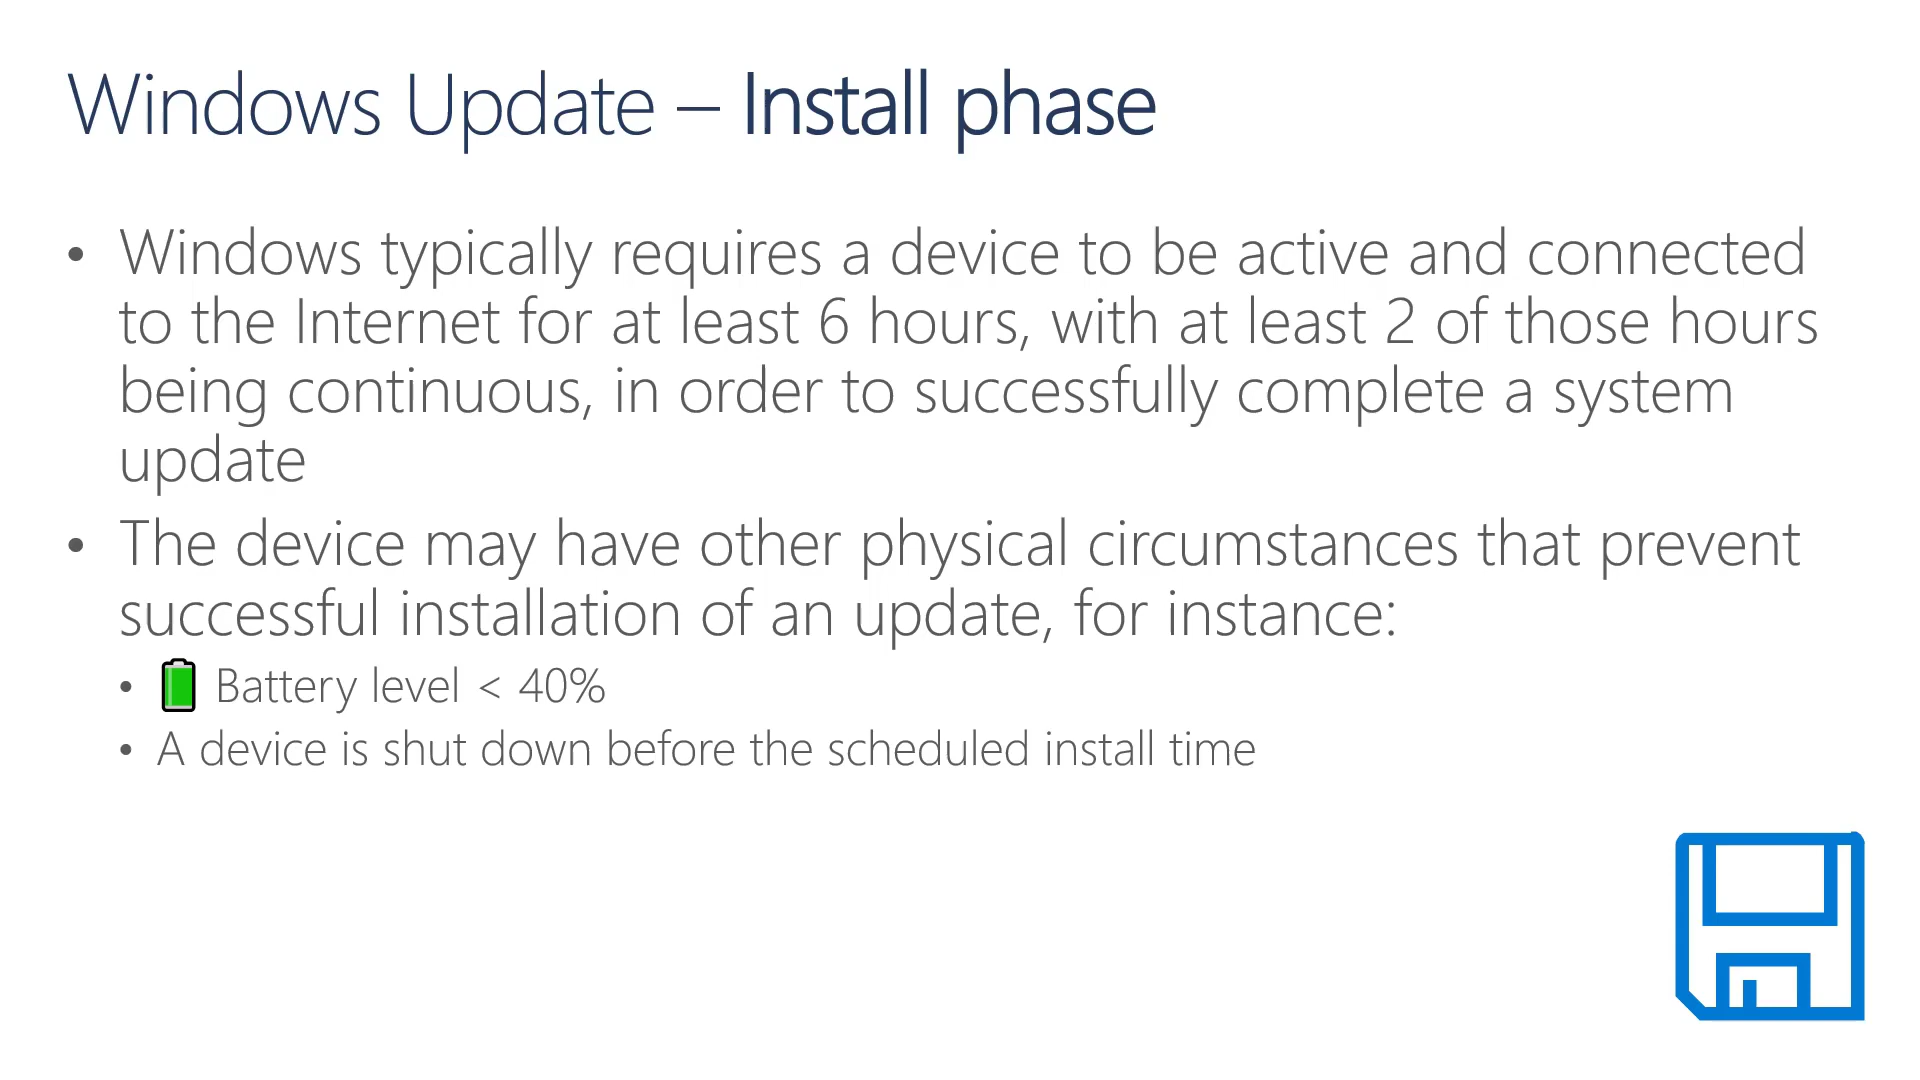 Windows Update – Install phase
• Windows typically requires a device to be active and connected
to the Internet for at least 6 hours, with at least 2 of those hours
being continuous, in order to successfully complete a system
update
• The device may have other physical circumstances that prevent
successful installation of an update, for instance:
• Battery level < 40%
• A device is shut down before the scheduled install time